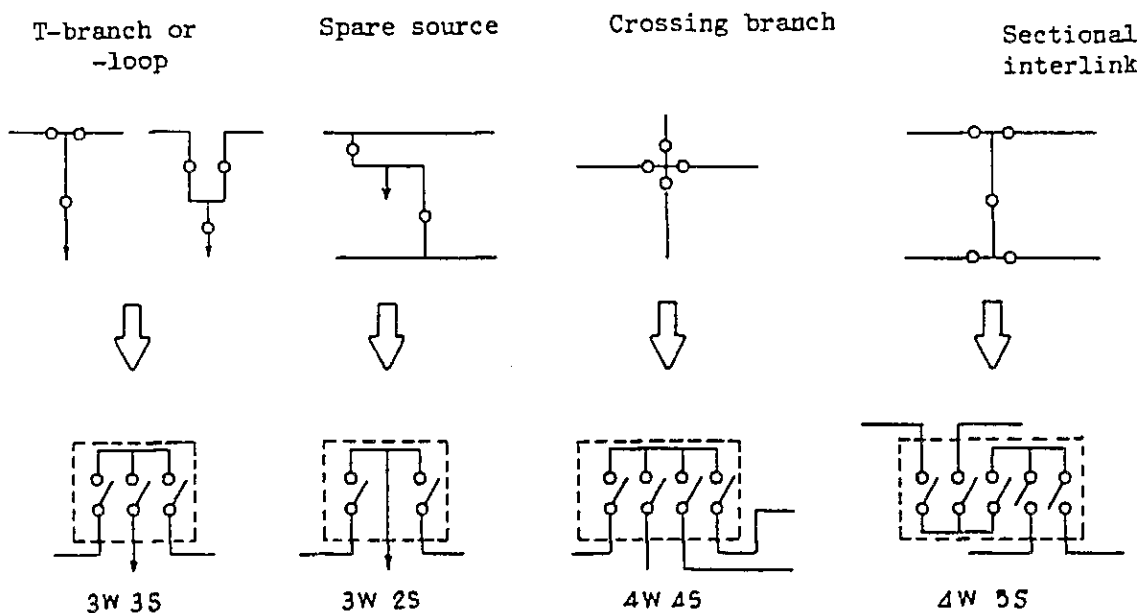 T-branch or
-loop
Spare source
Crossing branch
Sectional
interlink
3W 3S
3W 2S
4W 4S
4W 5S